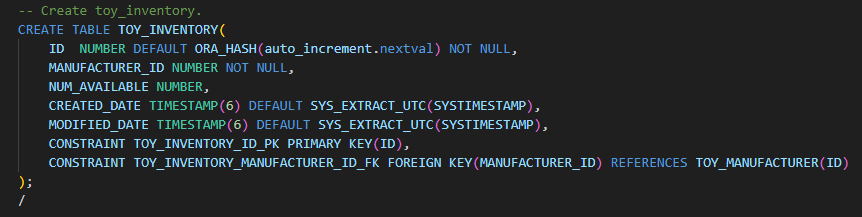 -- Create toy_inventory.
CREATE TABLE TOY_INVENTORY(
    ID  NUMBER DEFAULT ORA_HASH(auto_increment.nextval) NOT NULL,
    MANUFACTURER_ID NUMBER NOT NULL,
    NUM_AVAILABLE NUMBER,
    CREATED_DATE TIMESTAMP(6) DEFAULT SYS_EXTRACT_UTC(SYSTIMESTAMP),
    MODIFIED_DATE TIMESTAMP(6) DEFAULT SYS_EXTRACT_UTC(SYSTIMESTAMP),
    CONSTRAINT TOY_INVENTORY_ID_PK PRIMARY KEY(ID),
    CONSTRAINT TOY_INVENTORY_MANUFACTURER_ID_FK FOREIGN KEY(MANUFACTURER_ID) REFERENCES TOY_MANUFACTURER(ID)
);
/